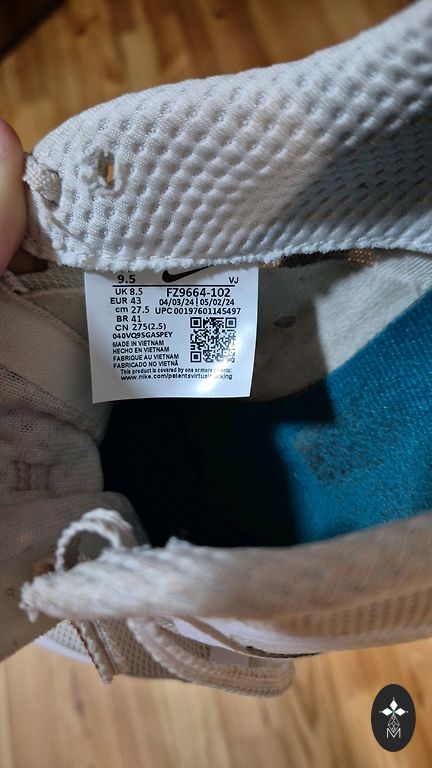 9.5 VJ
UK 8.5 FZ9664-102
EUR 43 04/03/24 | 05/02/24
cm 27.5 UPC 00197601145497
BR 41
CN 275(2.5)
040VQ95GASPEY
MADE IN VIETNAM
HECHO EN VIETNAM
FABRIQUE AU VIETNAM
FABRICADO NO VIETNÃ
This product is covered by one or more patents:
www.nike.com/patentsvirtualmarking
M